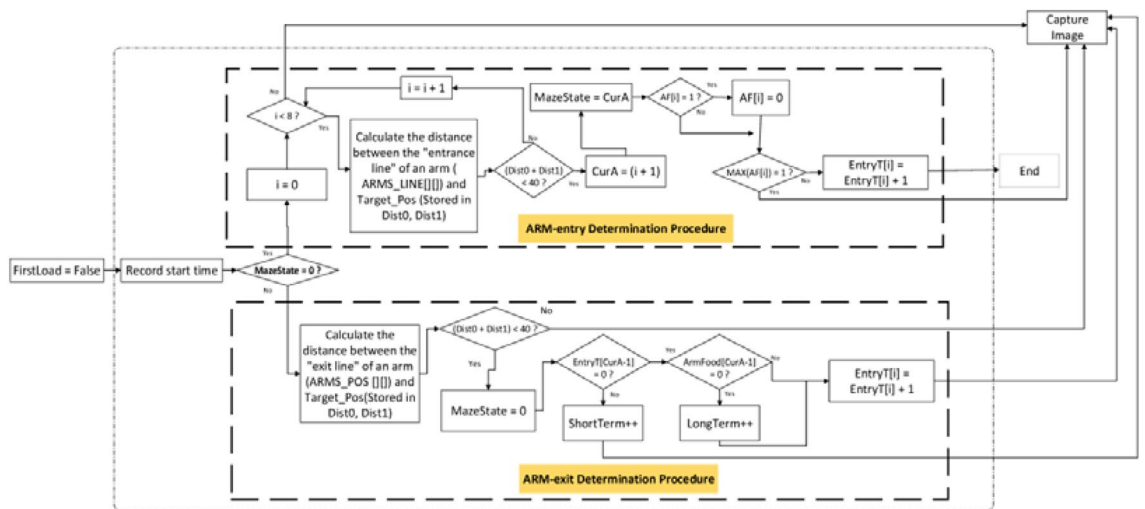 Capture
Image
No
i = i + 1
i < 8 ?
Yes
i = 0
Calculate the distance
between the "entrance
line" of an arm (
ARMS_LINE[][]) and
Target_Pos (Stored in
Dist0, Dist1)
No
(Dist0 + Dist1)
< 40 ?
Yes
MazeState = CurA
CurA = (i + 1)
AF[i] = 1 ?
Yes
No
AF[i] = 0
MAX(AF[i]) = 1 ?
No
Yes
EntryT[i] =
EntryT[i] + 1
End
ARM-entry Determination Procedure
FirstLoad = False
Record start time
Yes
MazeState = 0 ?
No
Calculate the
distance between the
"exit line" of an arm
(ARMS_POS [][]) and
Target_Pos(Stored in
Dist0, Dist1)
(Dist0 + Dist1) < 40 ?
No
Yes
MazeState = 0
EntryT[CurA-1]
= 0 ?
Yes
No
ShortTerm++
ArmFood[CurA-1]
= 0 ?
No
Yes
LongTerm++
EntryT[i] =
EntryT[i] + 1
ARM-exit Determination Procedure